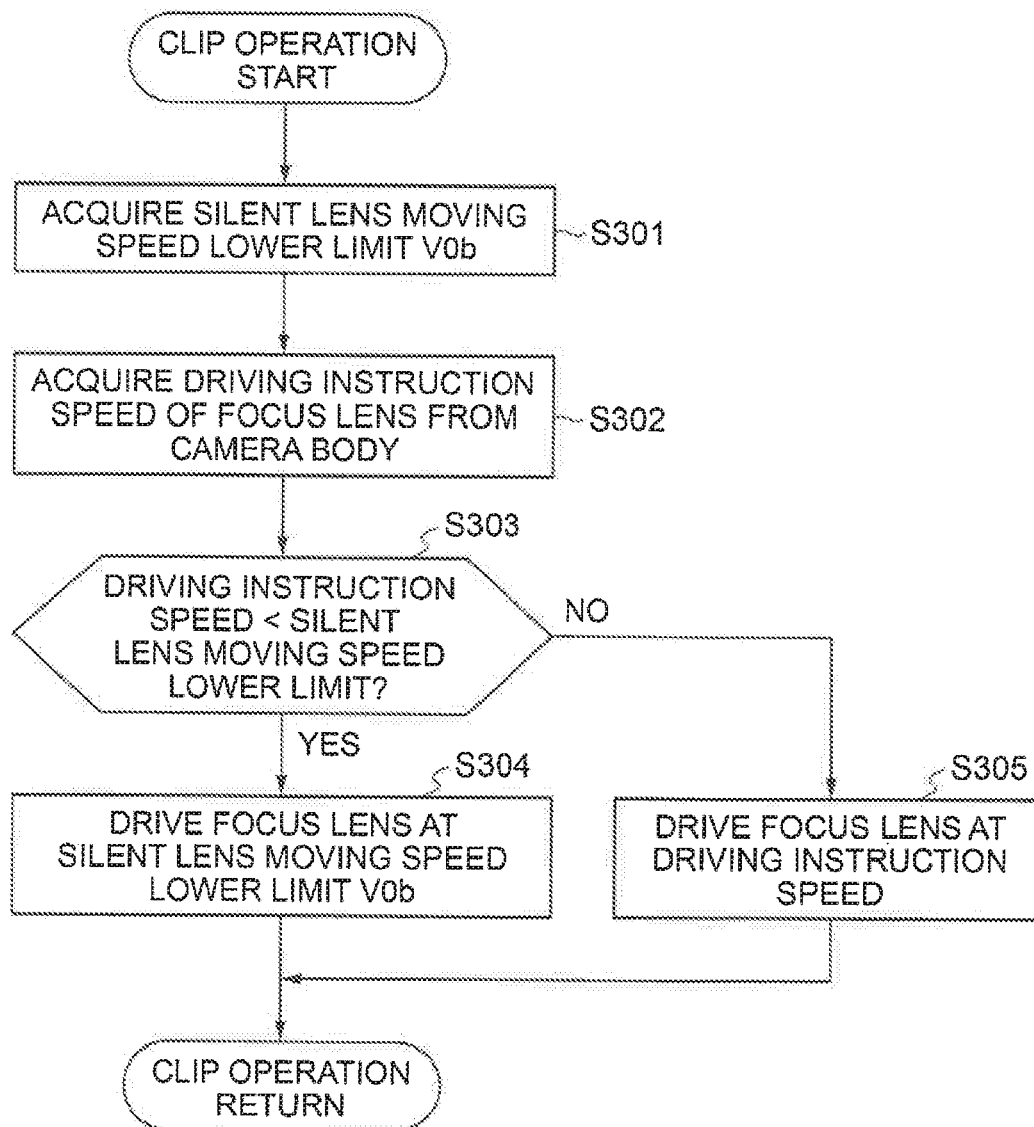 CLIP OPERATION
START
ACQUIRE SILENT LENS MOVING
SPEED LOWER LIMIT V0b
S301
ACQUIRE DRIVING INSTRUCTION
SPEED OF FOCUS LENS FROM
CAMERA BODY
S302
S303
DRIVING INSTRUCTION
SPEED < SILENT
LENS MOVING SPEED
LOWER LIMIT?
NO
YES
S304
DRIVE FOCUS LENS AT
SILENT LENS MOVING SPEED
LOWER LIMIT V0b
S305
DRIVE FOCUS LENS AT
DRIVING INSTRUCTION
SPEED
CLIP OPERATION
RETURN